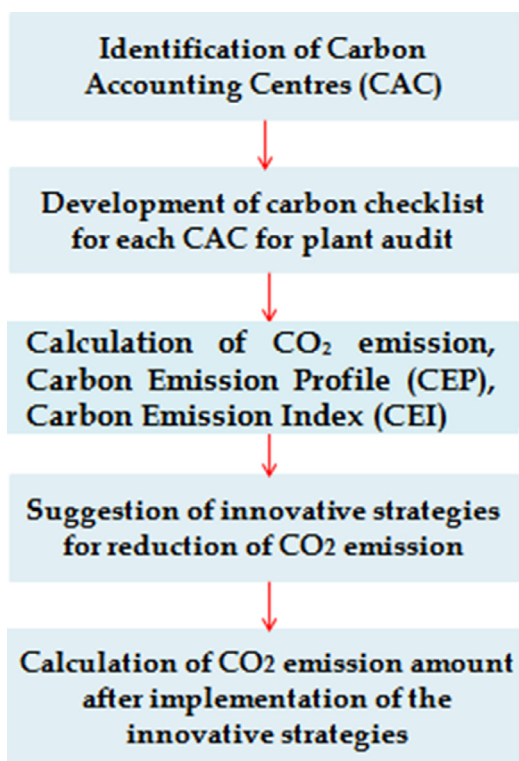 Identification of Carbon
Accounting Centres (CAC)
Development of carbon checklist
for each CAC for plant audit
Calculation of CO₂ emission,
Carbon Emission Profile (CEP),
Carbon Emission Index (CEI)
Suggestion of innovative strategies
for reduction of CO2 emission
Calculation of CO2 emission amount
after implementation of the
innovative strategies